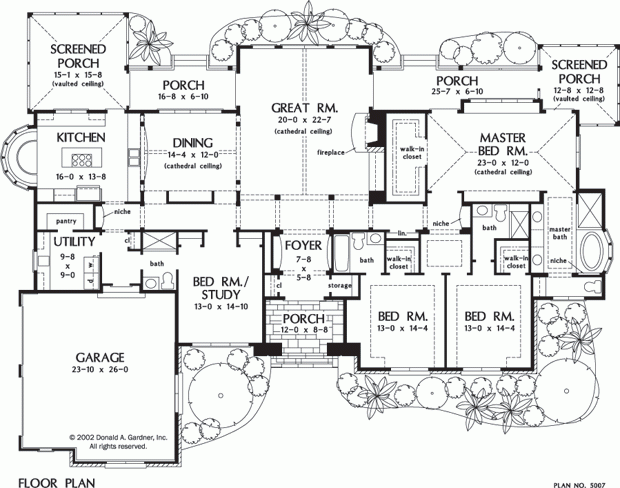 SCREENED
PORCH
15-1 x 15-8
(vaulted ceiling)
PORCH
16-8 x 6-10
GREAT RM.
20-0 x 22-7
(cathedral ceiling)
fireplace
PORCH
25-7 x 6-10
SCREENED
PORCH
12-8 x 12-8
(vaulted ceiling)
KITCHEN
16-0 x 13-8
DINING
14-4 x 12-0
(cathedral ceiling)
walk-in
closet
MASTER
BED RM.
23-0 x 12-0
(cathedral ceiling)
pantry
niche
UTILITY
9-8
x
9-0
cl
w
d
bath
BED RM./
STUDY
13-0 x 14-10
FOYER
7-8
x
5-8
cl
storage
lin.
bath
walk-in
closet
niche
bath
walk-in
closet
master
bath
niche
PORCH
12-0 x 8-8
BED RM.
13-0 x 14-4
BED RM.
13-0 x 14-4
GARAGE
23-10 x 26-0
© 2002 Donald A. Gardner, Inc.
All rights reserved.
FLOOR PLAN
PLAN NO. 5007